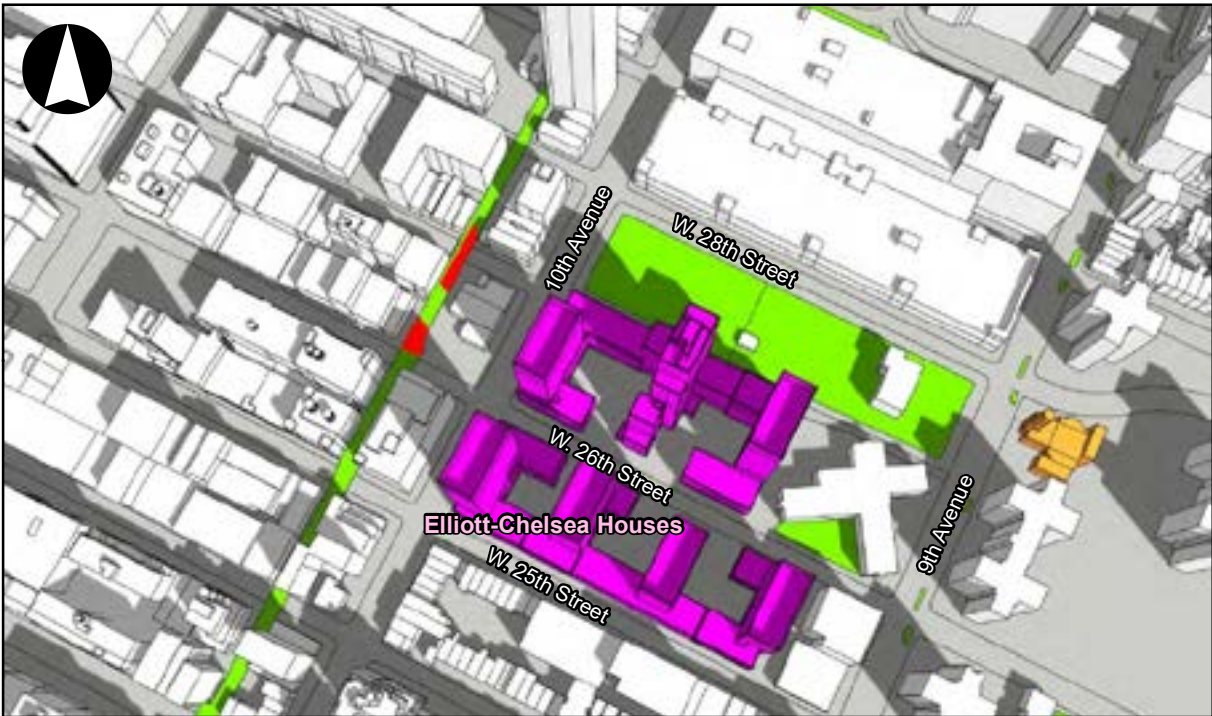 10th Avenue
W. 28th Street
W. 26th Street
9th Avenue
Elliott-Chelsea Houses
W. 25th Street